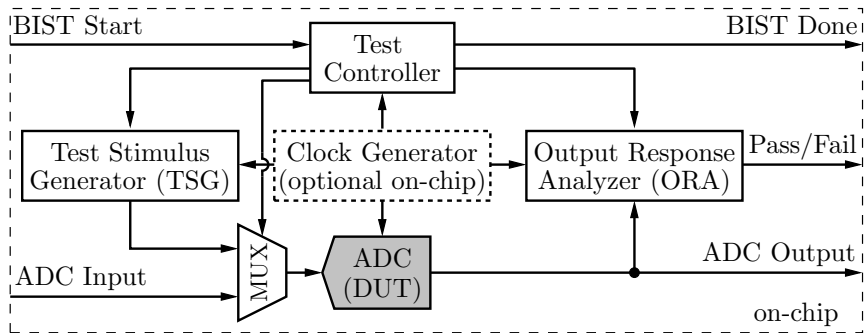 BIST Start
Test
Controller
BIST Done
Test Stimulus
Generator (TSG)
Clock Generator
(optional on-chip)
Output Response
Analyzer (ORA)
Pass/Fail
ADC Input
MUX
ADC
(DUT)
ADC Output
on-chip